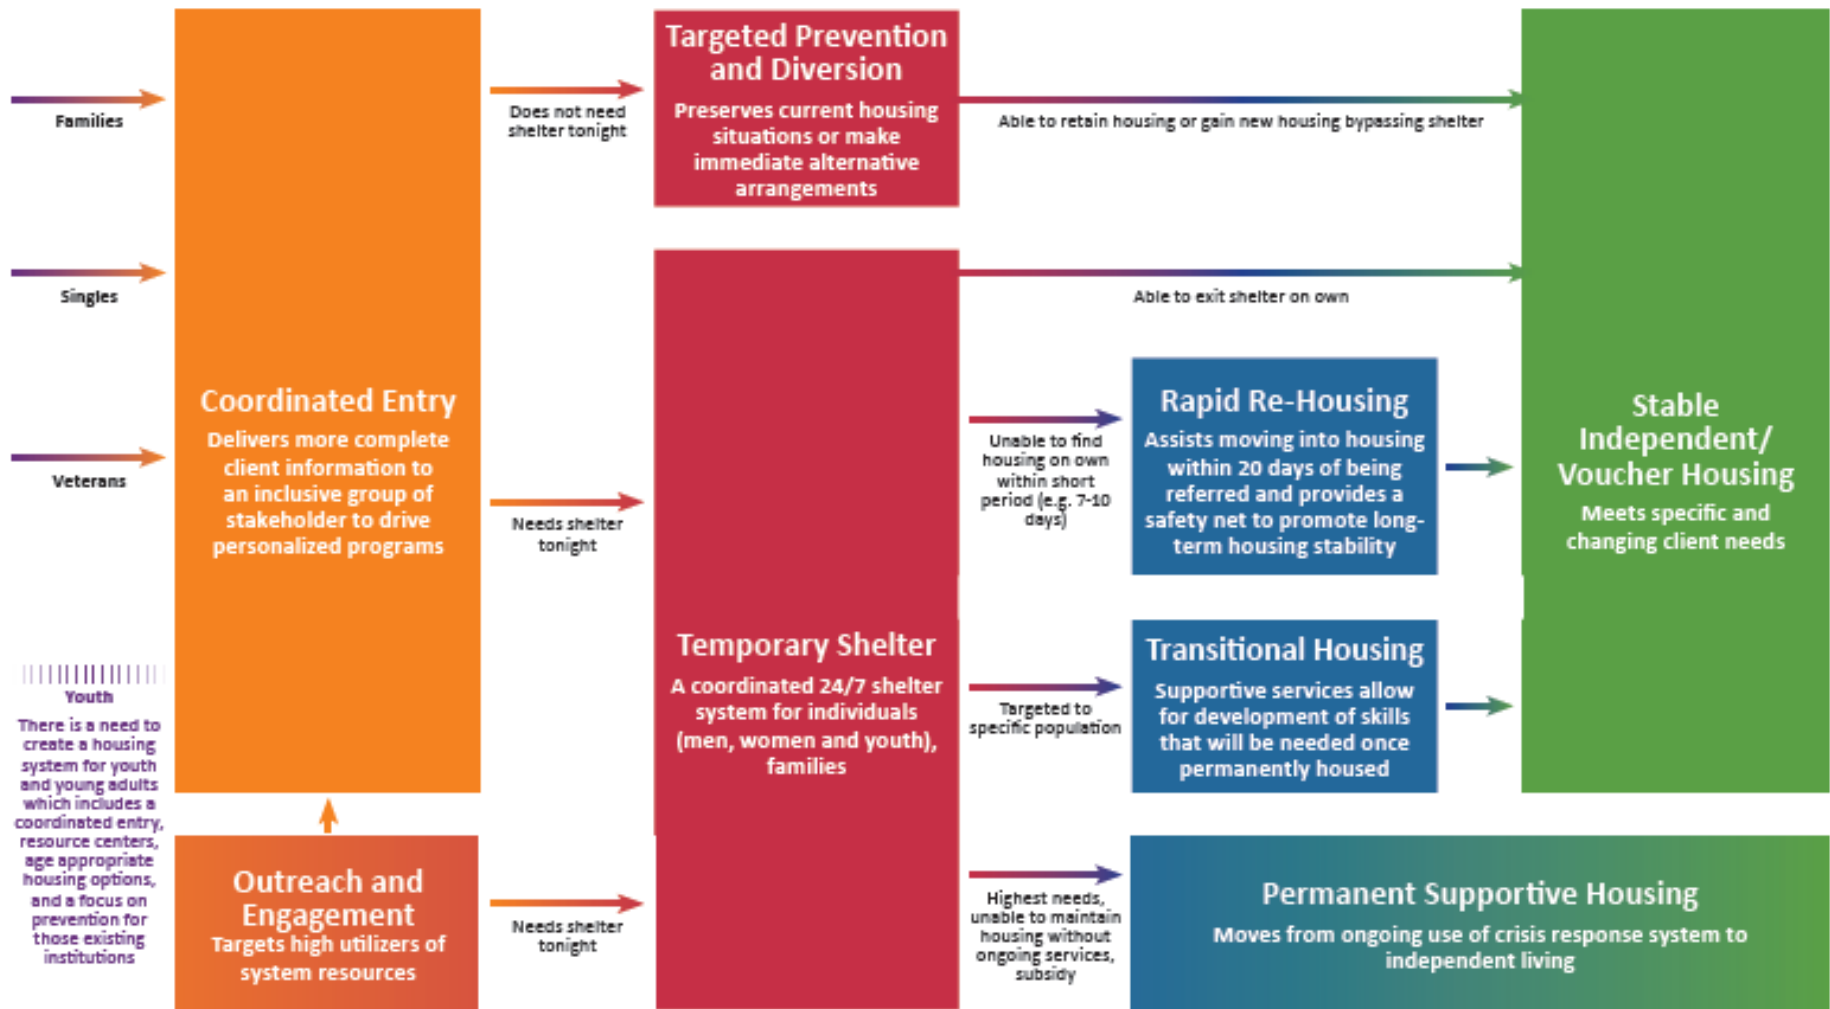 Families
Singles
Veterans
Youth
There is a need to
create a housing
system for youth
and young adults
which includes a
coordinated entry,
resource centers,
age appropriate
housing options,
and a focus on
prevention for
those existing
institutions
Coordinated Entry
Delivers more complete
client information to
an inclusive group of
stakeholder to drive
personalized programs
Outreach and
Engagement
Targets high utilizers of
system resources
Does not need
shelter tonight
Needs shelter
tonight
Needs shelter
tonight
Targeted Prevention
and Diversion
Preserves current housing
situations or make
immediate alternative
arrangements
Temporary Shelter
A coordinated 24/7 shelter
system for individuals
(men, women and youth),
families
Able to retain housing or gain new housing bypassing shelter
Able to exit shelter on own
Unable to find
housing on own
within short
period (e.g. 7-10
days)
Targeted to
specific population
Highest needs,
unable to maintain
housing without
ongoing services,
subsidy
Rapid Re-Housing
Assists moving into housing
within 20 days of being
referred and provides a
safety net to promote long-
term housing stability
Transitional Housing
Supportive services allow
for development of skills
that will be needed once
permanently housed
Permanent Supportive Housing
Moves from ongoing use of crisis response system to
independent living
Stable
Independent/
Voucher Housing
Meets specific and
changing client needs